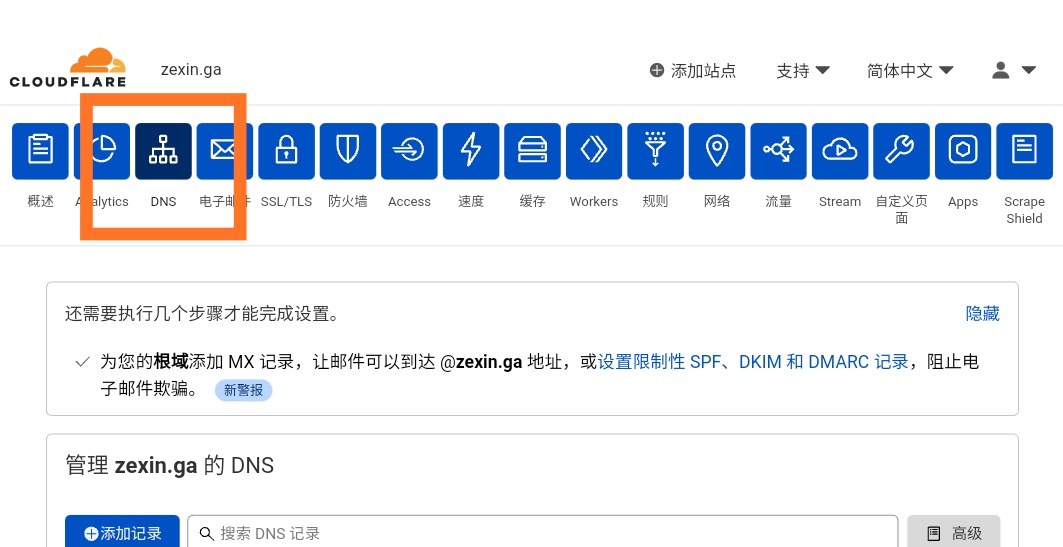 CLOUDFLARE
zexin.ga
添加站点
支持
简体中文
概述
Analytics
DNS
电子邮件
SSL/TLS
防火墙
Access
速度
缓存
Workers
规则
网络
流量
Stream
自定义页
面
Apps
Scrape
Shield
还需要执行几个步骤才能完成设置。
隐藏
为您的根域添加 MX 记录，让邮件可以到达 @zexin.ga 地址，或设置限制性 SPF、DKIM 和 DMARC 记录，阻止电
子邮件欺骗。 新警报
管理 zexin.ga 的 DNS
添加记录
搜索 DNS 记录
高级